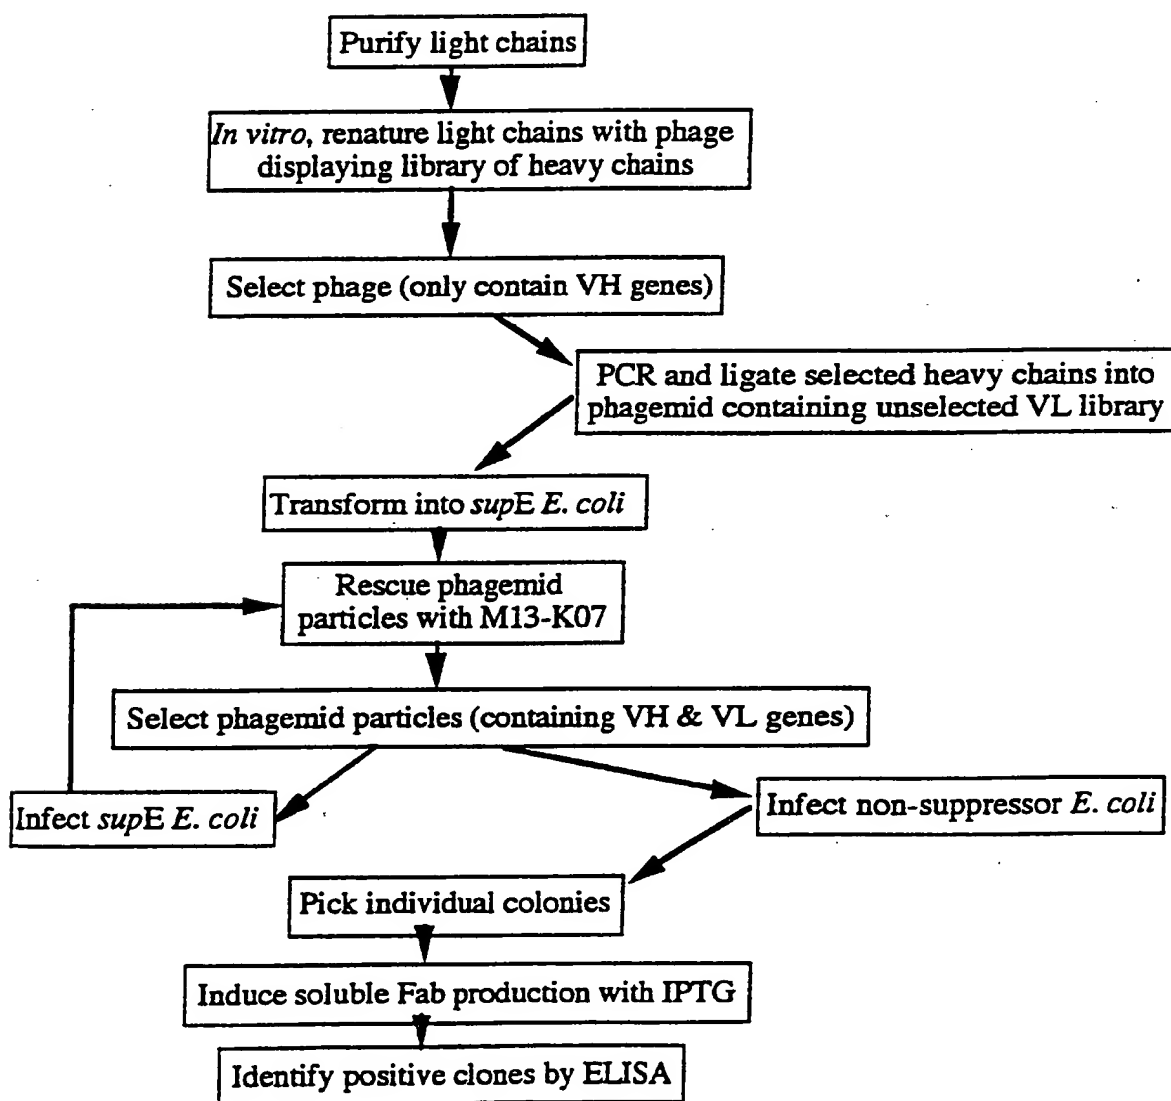 Purify light chains
In vitro, renature light chains with phage
displaying library of heavy chains
Select phage (only contain VH genes)
PCR and ligate selected heavy chains into
phagemid containing unselected VL library
Transform into supE E. coli
Rescue phagemid
particles with M13-K07
Select phagemid particles (containing VH & VL genes)
Infect supE E. coli
Infect non-suppressor E. coli
Pick individual colonies
Induce soluble Fab production with IPTG
Identify positive clones by ELISA